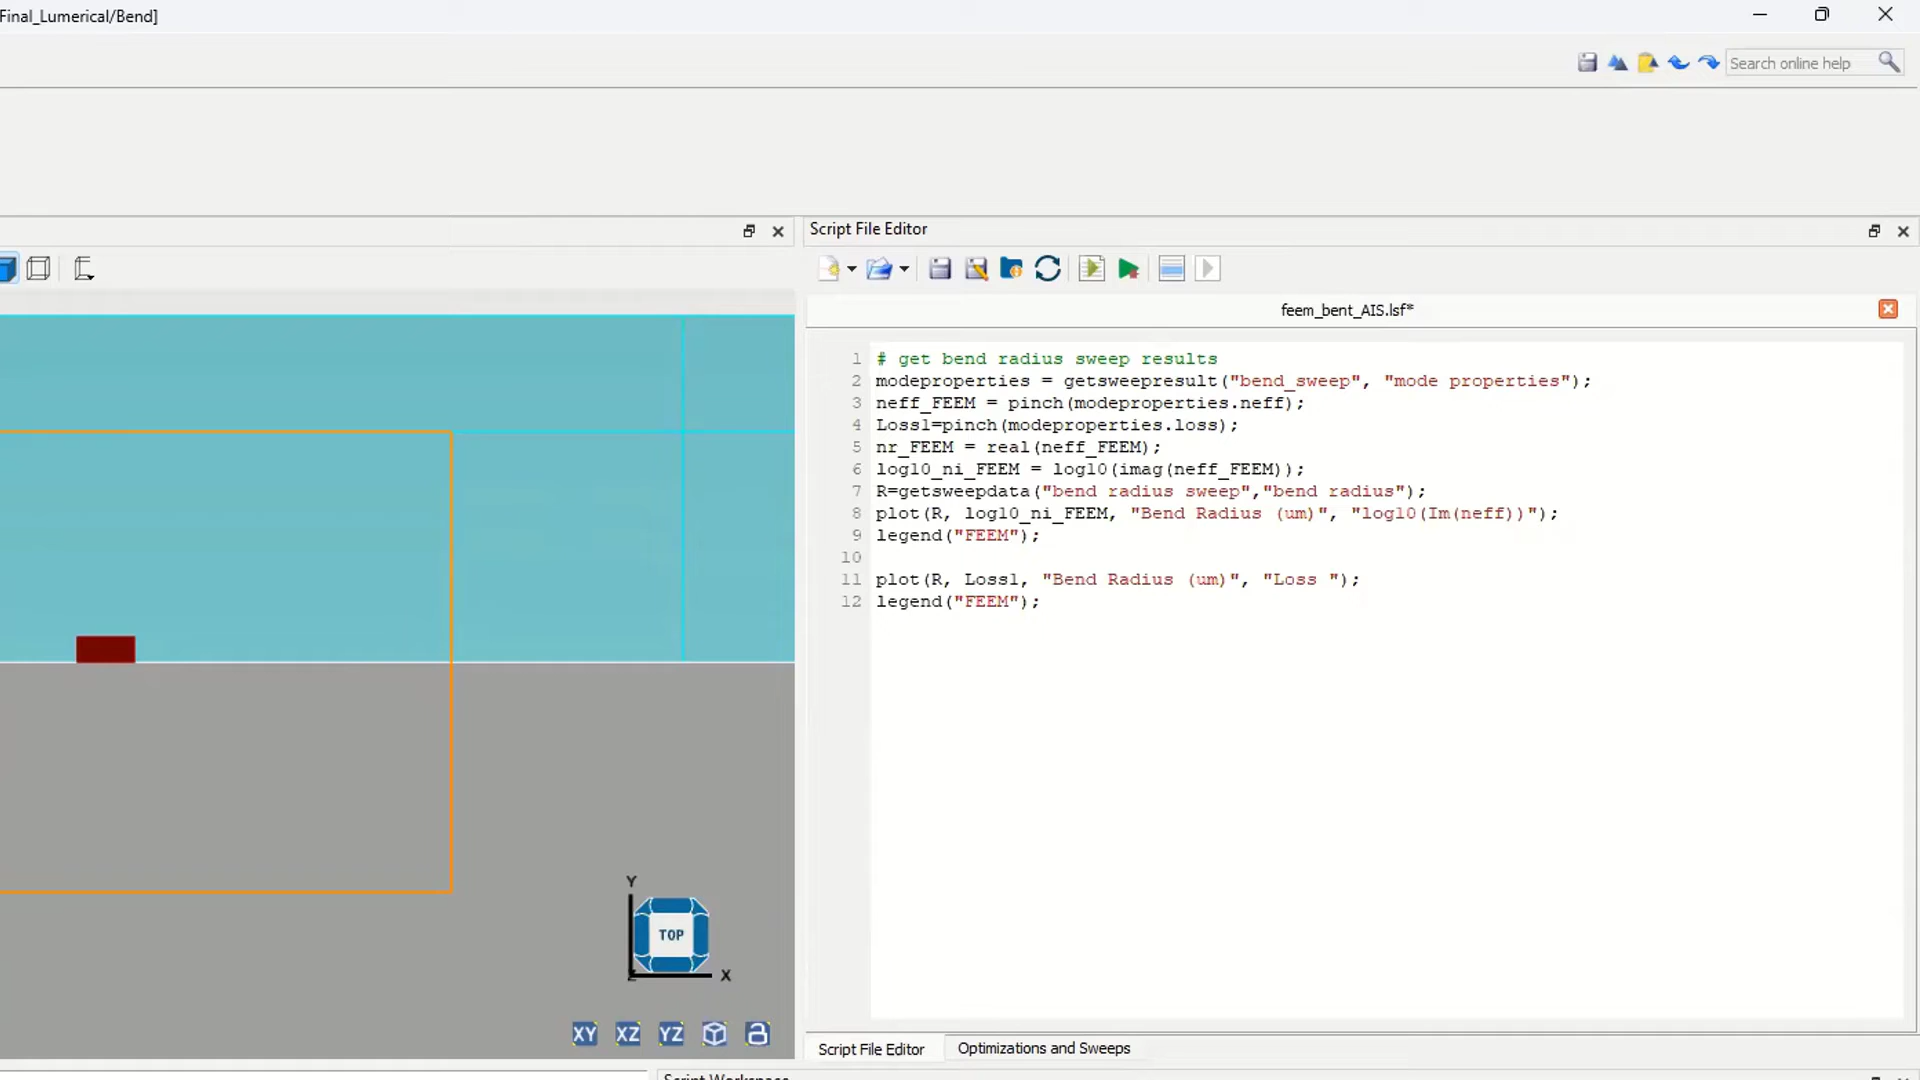 Final_Lumerical/Bend]
Search online help
Script File Editor
feem_bent_AIS.lsf*
1 # get bend radius sweep results
2 modeproperties = getsweepresult("bend_sweep", "mode properties");
3 neff_FEEM = pinch(modeproperties.neff);
4 Lossl=pinch(modeproperties.loss);
5 nr_FEEM = real(neff_FEEM);
6 log10_ni_FEEM = log10(imag(neff_FEEM));
7 R=getsweepdata("bend radius sweep","bend radius");
8 plot(R, log10_ni_FEEM, "Bend Radius (um)", "log10(Im(neff))");
9 legend("FEEM");
10
11 plot(R, Lossl, "Bend Radius (um)", "Loss ");
12 legend("FEEM");
Y
TOP
Z
X
XY XZ YZ
Script File Editor Optimizations and Sweeps
Script Workspace